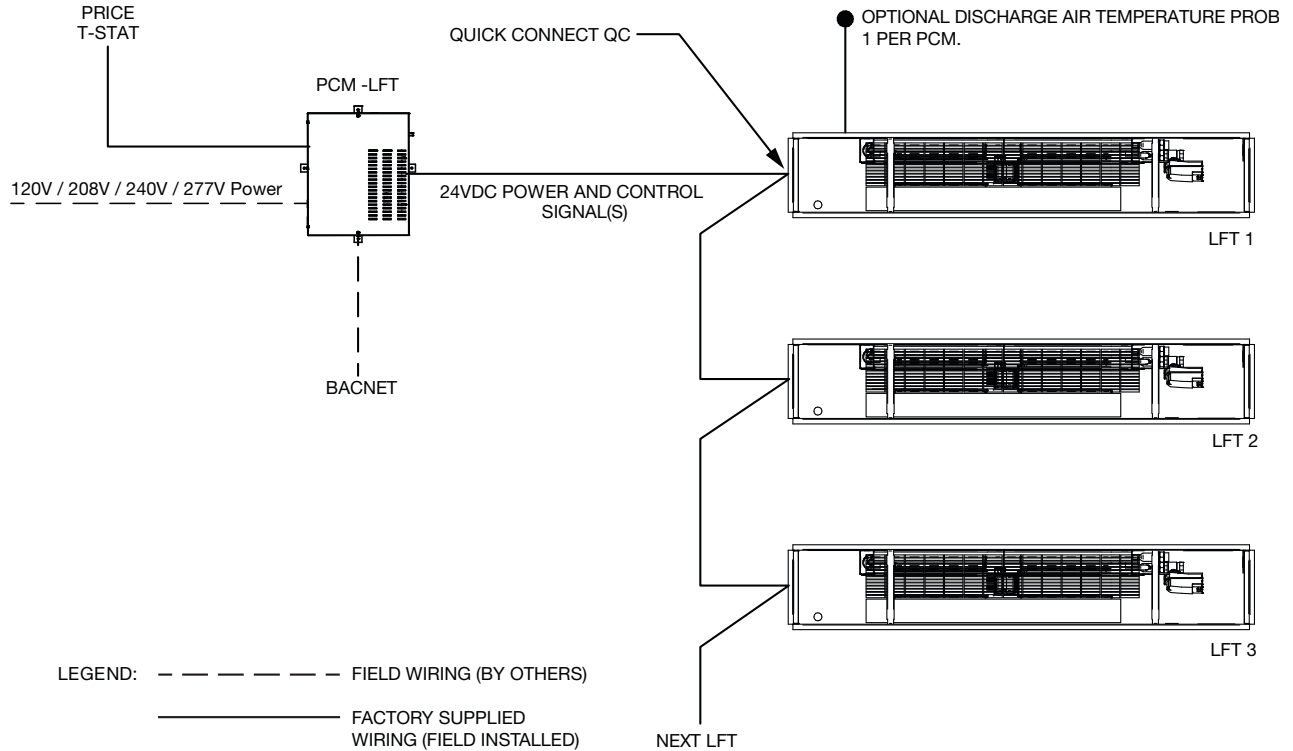 PRICE
T-STAT
QUICK CONNECT QC
OPTIONAL DISCHARGE AIR TEMPERATURE PROB
1 PER PCM.
PCM -LFT
120V / 208V / 240V / 277V Power
24VDC POWER AND CONTROL
SIGNAL(S)
LFT 1
BACNET
LFT 2
LFT 3
LEGEND:
FIELD WIRING (BY OTHERS)
FACTORY SUPPLIED
WIRING (FIELD INSTALLED)
NEXT LFT